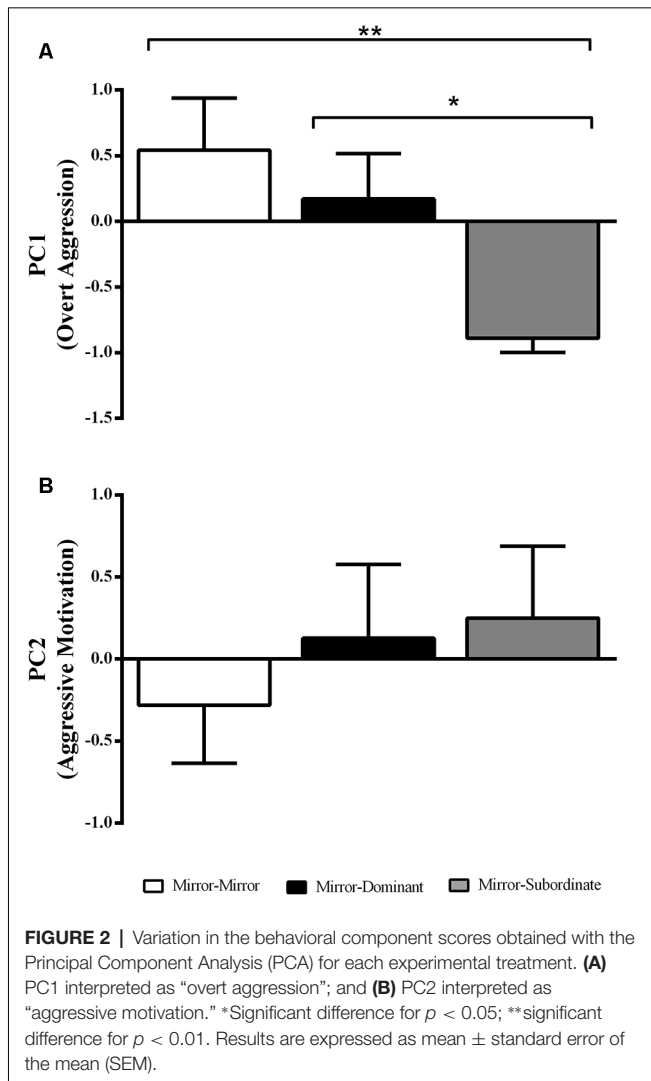 A
**
*
1.0
0.5
0.0
-0.5
-1.0
-1.5
PC1
(Overt Aggression)
B
1.0
0.5
0.0
-0.5
-1.0
PC2
(Aggressive Motivation)
Mirror-Mirror Mirror-Dominant Mirror-Subordinate
FIGURE 2 | Variation in the behavioral component scores obtained with the
Principal Component Analysis (PCA) for each experimental treatment. (A)
PC1 interpreted as “overt aggression”; and (B) PC2 interpreted as
“aggressive motivation.” *Significant difference for p < 0.05; **significant
difference for p < 0.01. Results are expressed as mean ± standard error of
the mean (SEM).